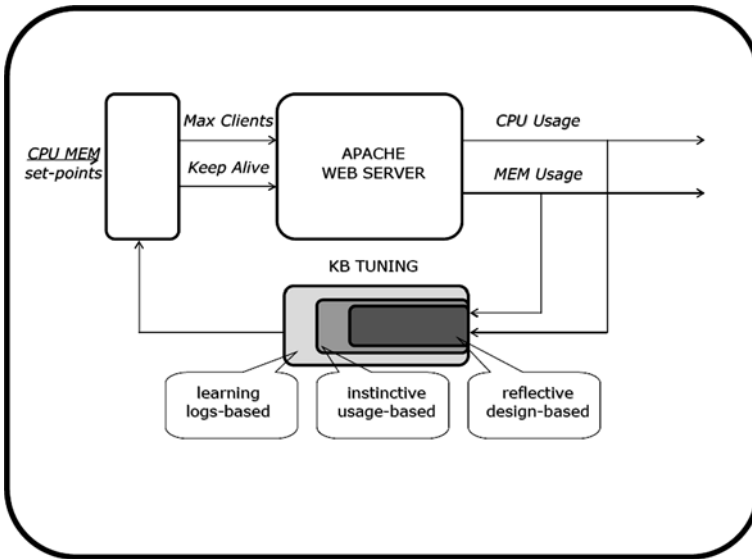 Max Clients
CPU Usage
CPU MEM
set-points
APACHE
WEB SERVER
Keep Alive
MEM Usage
KB TUNING
learning
logs-based
instinctive
usage-based
reflective
design-based